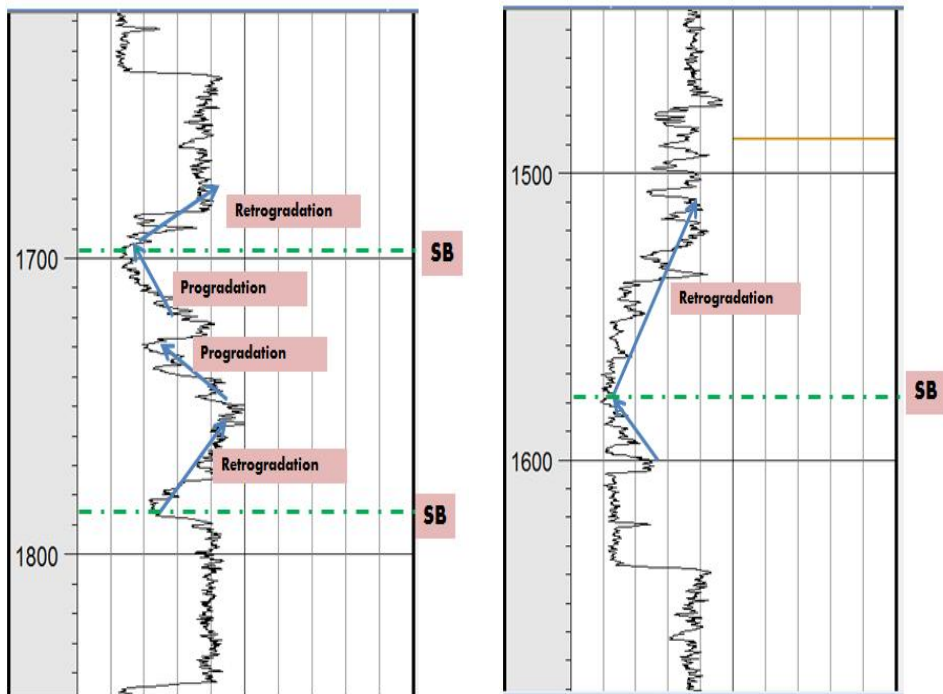 Retrogradation
SB
1700
Progradation
Progradation
Retrogradation
SB
1800
1500
Retrogradation
SB
1600